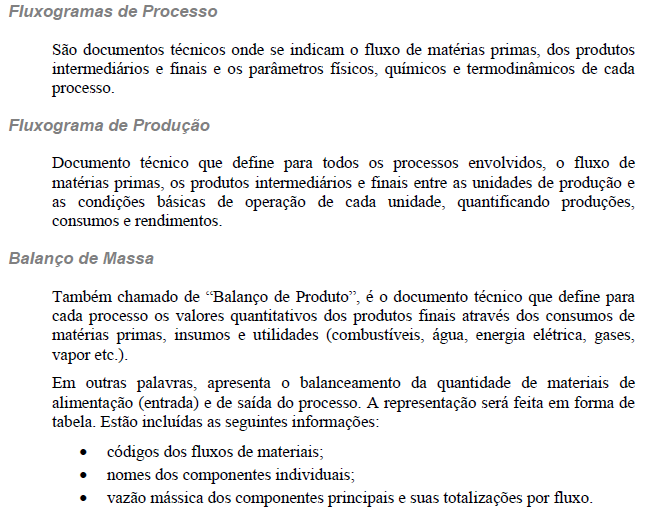 Fluxogramas de Processo
São documentos técnicos onde se indicam o fluxo de matérias primas, dos produtos
intermediários e finais e os parâmetros físicos, químicos e termodinâmicos de cada
processo.
Fluxograma de Produção
Documento técnico que define para todos os processos envolvidos, o fluxo de
matérias primas, os produtos intermediários e finais entre as unidades de produção e
as condições básicas de operação de cada unidade, quantificando produções,
consumos e rendimentos.
Balanço de Massa
Também chamado de “Balanço de Produto”, é o documento técnico que define para
cada processo os valores quantitativos dos produtos finais através dos consumos de
matérias primas, insumos e utilidades (combustíveis, água, energia elétrica, gases,
vapor etc.).
Em outras palavras, apresenta o balanceamento da quantidade de materiais de
alimentação (entrada) e de saída do processo. A representação será feita em forma de
tabela. Estão incluídas as seguintes informações:
• códigos dos fluxos de materiais;
• nomes dos componentes individuais;
• vazão mássica dos componentes principais e suas totalizações por fluxo.